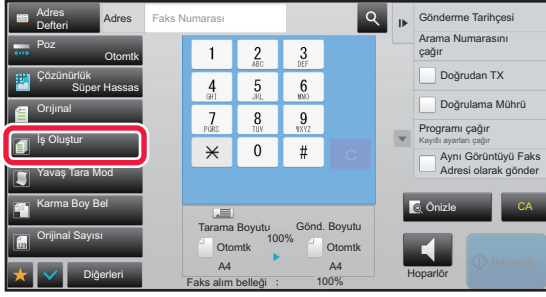 Adres Defteri
Adres
Faks Numarası
Poz
Otomtk
Çözünürlük
Süper Hassas
Orijinal
İş Oluştur
Yavaş Tara Mod
Karma Boy Bel
Orijinal Sayısı
Diğerleri
1
2 ABC
3 DEF
4 GHI
5 JKL
6 MNO
7 PQRS
8 TUV
9 WXYZ
0
#
C
Tarama Boyutu
100%
Gönd. Boyutu
Otomtk
Otomtk
A4
A4
Faks alım belleği : 100%
Gönderme Tarihçesi
Arama Numarasını
çağır
Doğrudan TX
Doğrulama Mührü
Programı çağır
Kayıtlı ayarları çağır
Aynı Görüntüyü Faks
Adresi olarak gönder
Önizle
CA
Hoparlör
Başlama